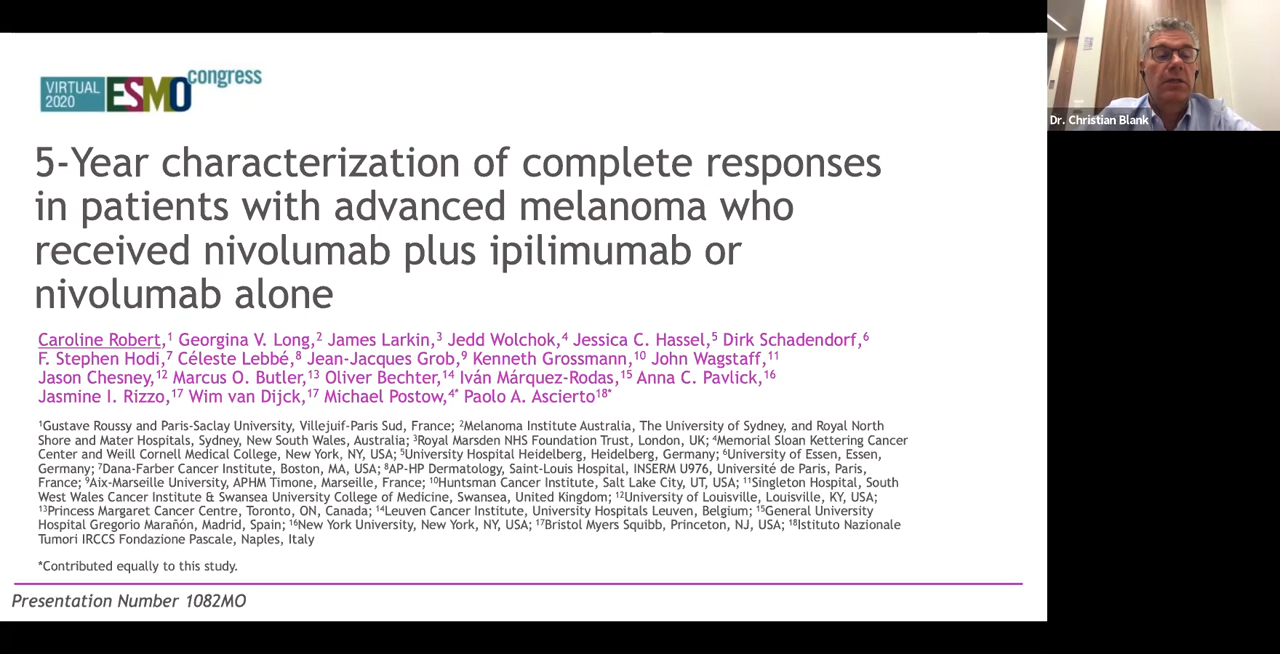 VIRTUAL
2020
ESMO
congress
5-Year characterization of complete responses
in patients with advanced melanoma who
received nivolumab plus ipilimumab or
nivolumab alone
Caroline Robert,¹ Georgina V. Long,² James Larkin,³ Jedd Wolchok,⁴ Jessica C. Hassel,⁵ Dirk Schadendorf,⁶
F. Stephen Hodi,⁷ Céleste Lebbé,⁸ Jean-Jacques Grob,⁹ Kenneth Grossmann,¹⁰ John Wagstaff,¹¹
Jason Chesney,¹² Marcus O. Butler,¹³ Oliver Bechter,¹⁴ Iván Márquez-Rodas,¹⁵ Anna C. Pavlick,¹⁶
Jasmine I. Rizzo,¹⁷ Wim van Dijck,¹⁷ Michael Postow,⁴* Paolo A. Ascierto¹⁸*
¹Gustave Roussy and Paris-Saclay University, Villejuif-Paris Sud, France; ²Melanoma Institute Australia, The University of Sydney, and Royal North
Shore and Mater Hospitals, Sydney, New South Wales, Australia; ³Royal Marsden NHS Foundation Trust, London, UK; ⁴Memorial Sloan Kettering Cancer
Center and Weill Cornell Medical College, New York, NY, USA; ⁵University Hospital Heidelberg, Heidelberg, Germany; ⁶University of Essen, Essen,
Germany; ⁷Dana-Farber Cancer Institute, Boston, MA, USA; ⁸AP-HP Dermatology, Saint-Louis Hospital, INSERM U976, Université de Paris, Paris,
France; ⁹Aix-Marseille University, APHM Timone, Marseille, France; ¹⁰Huntsman Cancer Institute, Salt Lake City, UT, USA; ¹¹Singleton Hospital, South
West Wales Cancer Institute & Swansea University College of Medicine, Swansea, United Kingdom; ¹²University of Louisville, Louisville, KY, USA;
¹³Princess Margaret Cancer Centre, Toronto, ON, Canada; ¹⁴Leuven Cancer Institute, University Hospitals Leuven, Belgium; ¹⁵General University
Hospital Gregorio Marañón, Madrid, Spain; ¹⁶New York University, New York, NY, USA; ¹⁷Bristol Myers Squibb, Princeton, NJ, USA; ¹⁸Istituto Nazionale
Tumori IRCCS Fondazione Pascale, Naples, Italy
*Contributed equally to this study.
Presentation Number 1082MO
Dr. Christian Blank